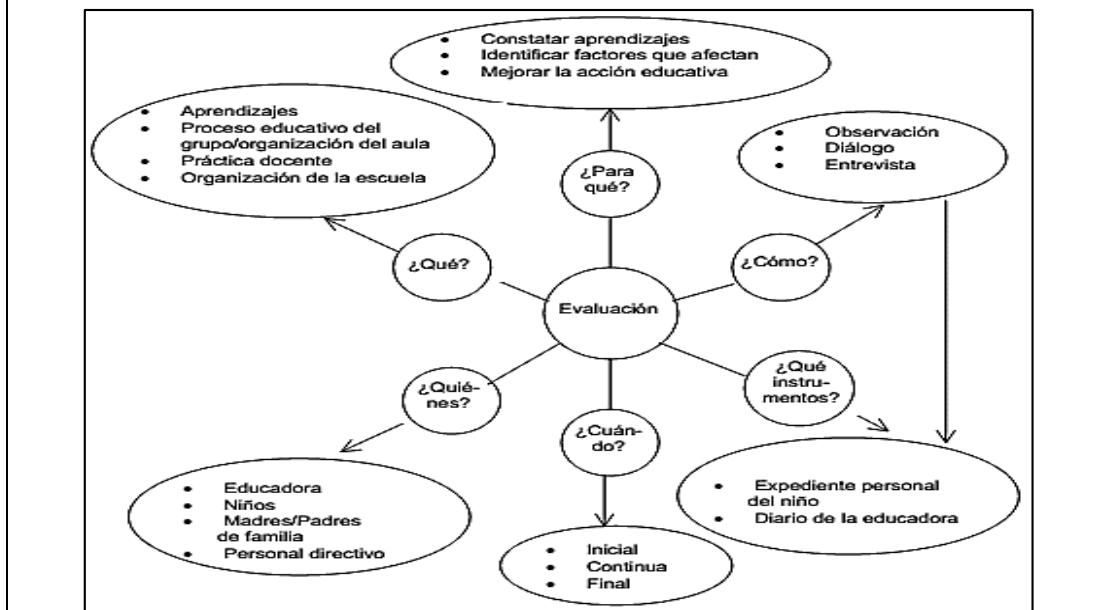 • Constatar aprendizajes
• Identificar factores que afectan
• Mejorar la acción educativa
• Aprendizajes
• Proceso educativo del
grupo/organización del aula
• Práctica docente
• Organización de la escuela
• Observación
• Diálogo
• Entrevista
¿Para
qué?
¿Qué?
¿Cómo?
Evaluación
¿Quié-
nes?
¿Cuán-
do?
¿Qué
instru-
mentos?
• Educadora
• Niños
• Madres/Padres
de familia
• Personal directivo
• Inicial
• Continua
• Final
• Expediente personal
del niño
• Diario de la educadora